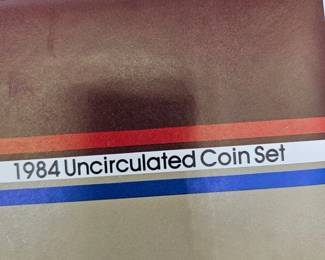 1984 Uncirculated Coin Set